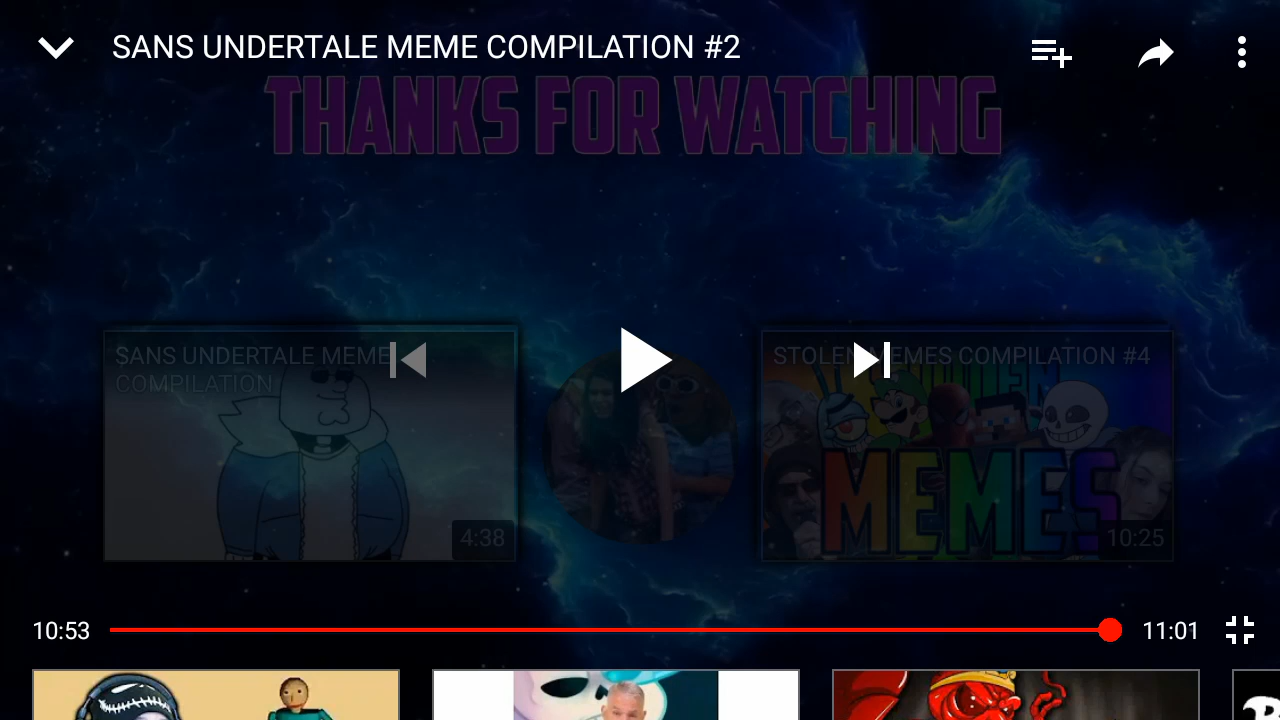 SANS UNDERTALE MEME COMPILATION #2
THANKS FOR WATCHING
SANS UNDERTALE MEME
COMPILATION
4:38
STOLEN MEMES COMPILATION #4
MEMES
10:25
10:53
11:01